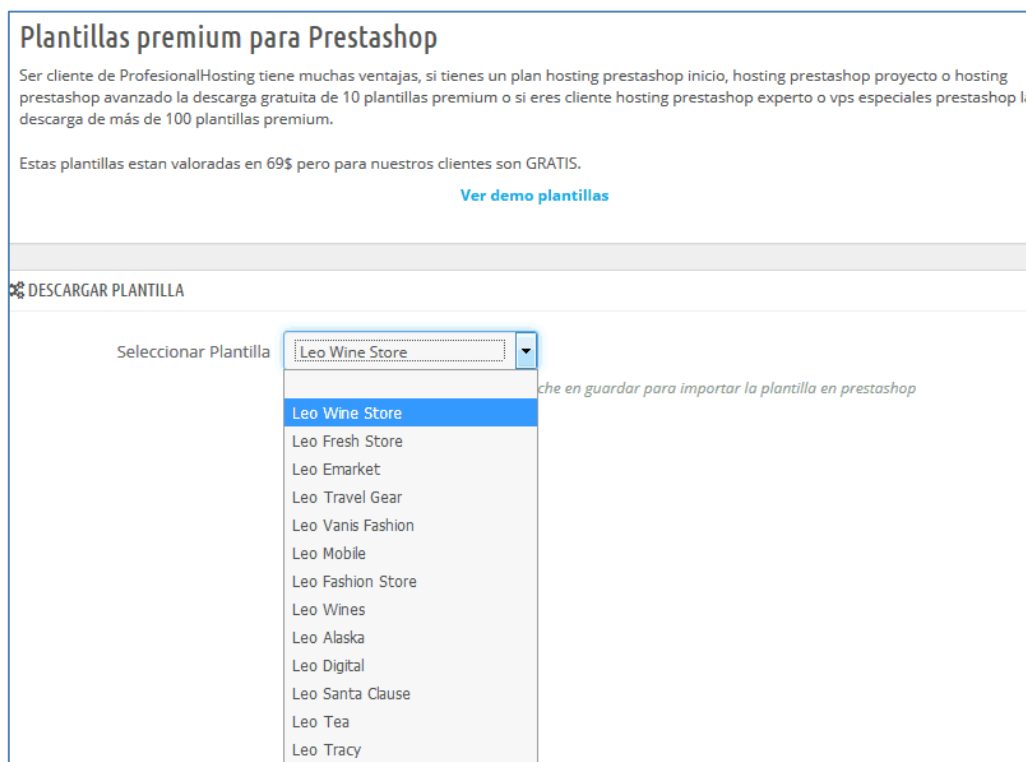 Plantillas premium para Prestashop
Ser cliente de ProfesionalHosting tiene muchas ventajas, si tienes un plan hosting prestashop inicio, hosting prestashop proyecto o hosting
prestashop avanzado la descarga gratuita de 10 plantillas premium o si eres cliente hosting prestashop experto o vps especiales prestashop
descarga de más de 100 plantillas premium.
Estas plantillas estan valoradas en 69$ pero para nuestros clientes son GRATIS.
Ver demo plantillas
DESCARGAR PLANTILLA
Seleccionar Plantilla Leo Wine Store
che en guardar para importar la plantilla en prestashop
Leo Wine Store
Leo Fresh Store
Leo Emarket
Leo Travel Gear
Leo Vanis Fashion
Leo Mobile
Leo Fashion Store
Leo Wines
Leo Alaska
Leo Digital
Leo Santa Clause
Leo Tea
Leo Tracy